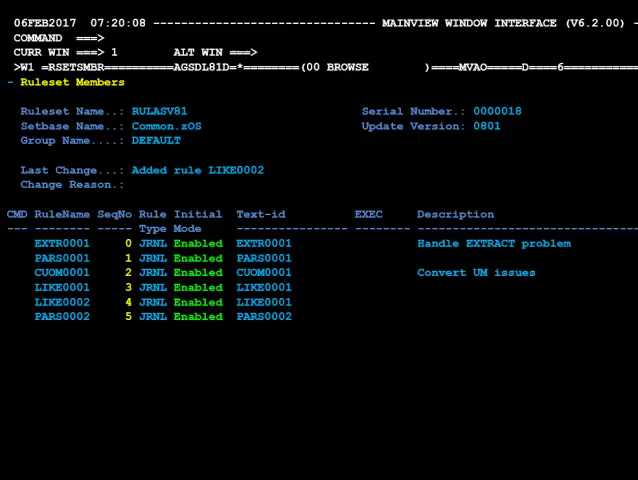 06FEB2017  07:20:08 ------------------------------- MAINVIEW WINDOW INTERFACE (V6.2.00) -
COMMAND  ===>
CURR WIN ===> 1        ALT WIN ===>
>W1 =RSETSMBR==========AGSDL81D=*========(00 BROWSE        )====MVAO=====D====6==========
- Ruleset Members
Ruleset Name..: RULASV81                         Serial Number.: 0000018
Setbase Name..: Common.zOS                       Update Version: 0801
Group Name....: DEFAULT
Last Change...: Added rule LIKE0002
Change Reason.:
CMD RuleName SeqNo Rule Initial  Text-id          EXEC     Description
--- -------- ----- Type Mode     ---------------- -------- --------------------------------
EXTR0001     0 JRNL Enabled  EXTR0001                  Handle EXTRACT problem
PARS0001     1 JRNL Enabled  PARS0001
CUOM0001     2 JRNL Enabled  CUOM0001                  Convert UM issues
LIKE0001     3 JRNL Enabled  LIKE0001
LIKE0002     4 JRNL Enabled  LIKE0001
PARS0002     5 JRNL Enabled  PARS0002